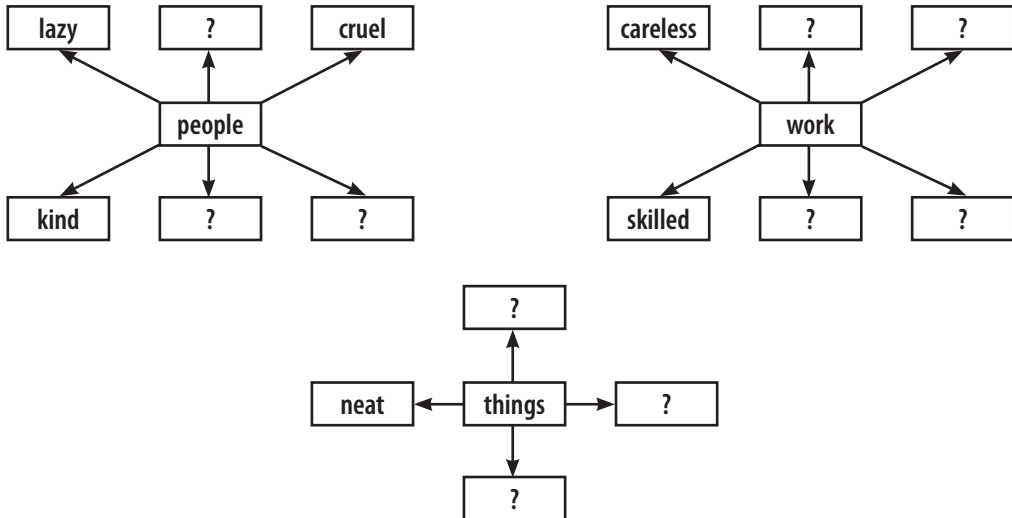 lazy ? cruel
careless ? ?
people
work
kind ? ?
skilled ? ?
?
neat things ?
?